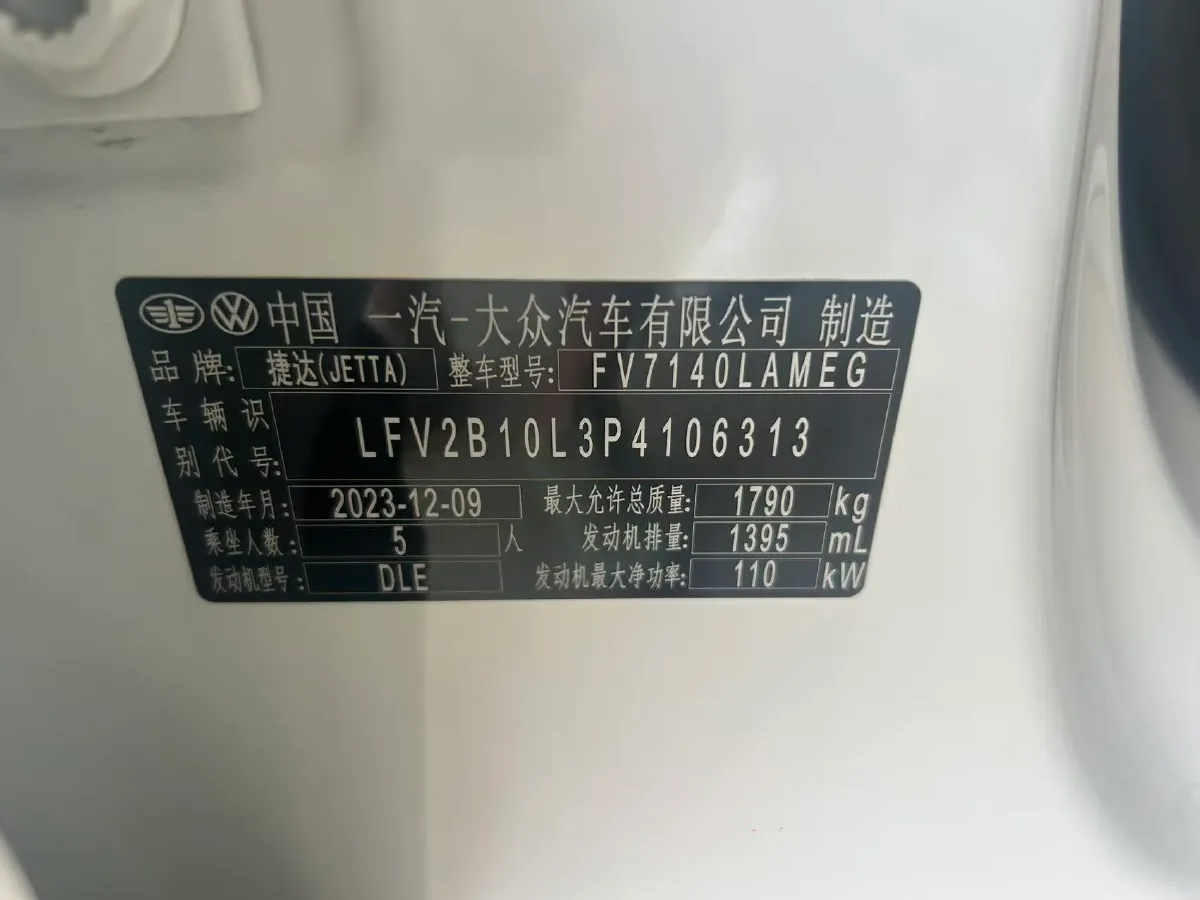 中国 一汽-大众汽车有限公司 制造
品牌: 捷达(JETTA) 整车型号: FV7140LAMEG
车辆识别代号: LFV2B10L3P4106313
制造年月: 2023-12-09 最大允许总质量: 1790 kg
乘坐人数: 5 人 发动机排量: 1395 mL
发动机型号: DLE 发动机最大净功率: 110 kW